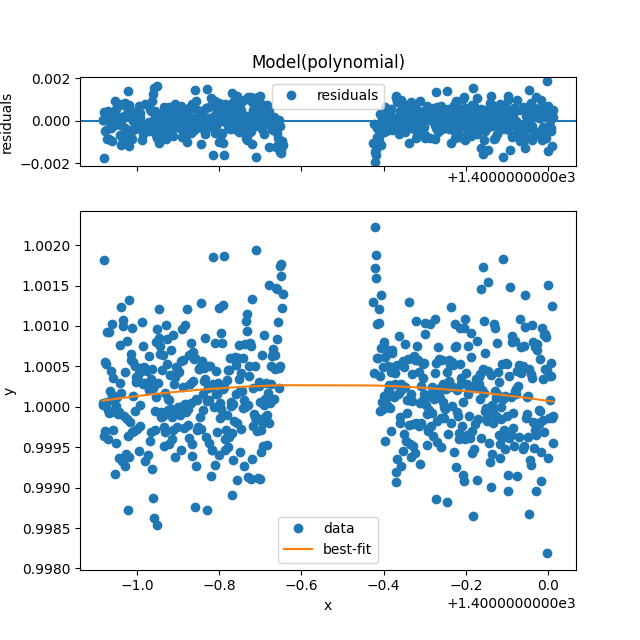 Model(polynomial)
0.002
0.000
−0.002
residuals
residuals
+1.4000000000e3
1.0020
1.0015
1.0010
1.0005
1.0000
0.9995
0.9990
0.9985
0.9980
y
data
best-fit
−1.0 −0.8 −0.6 −0.4 −0.2 0.0
x
+1.4000000000e3